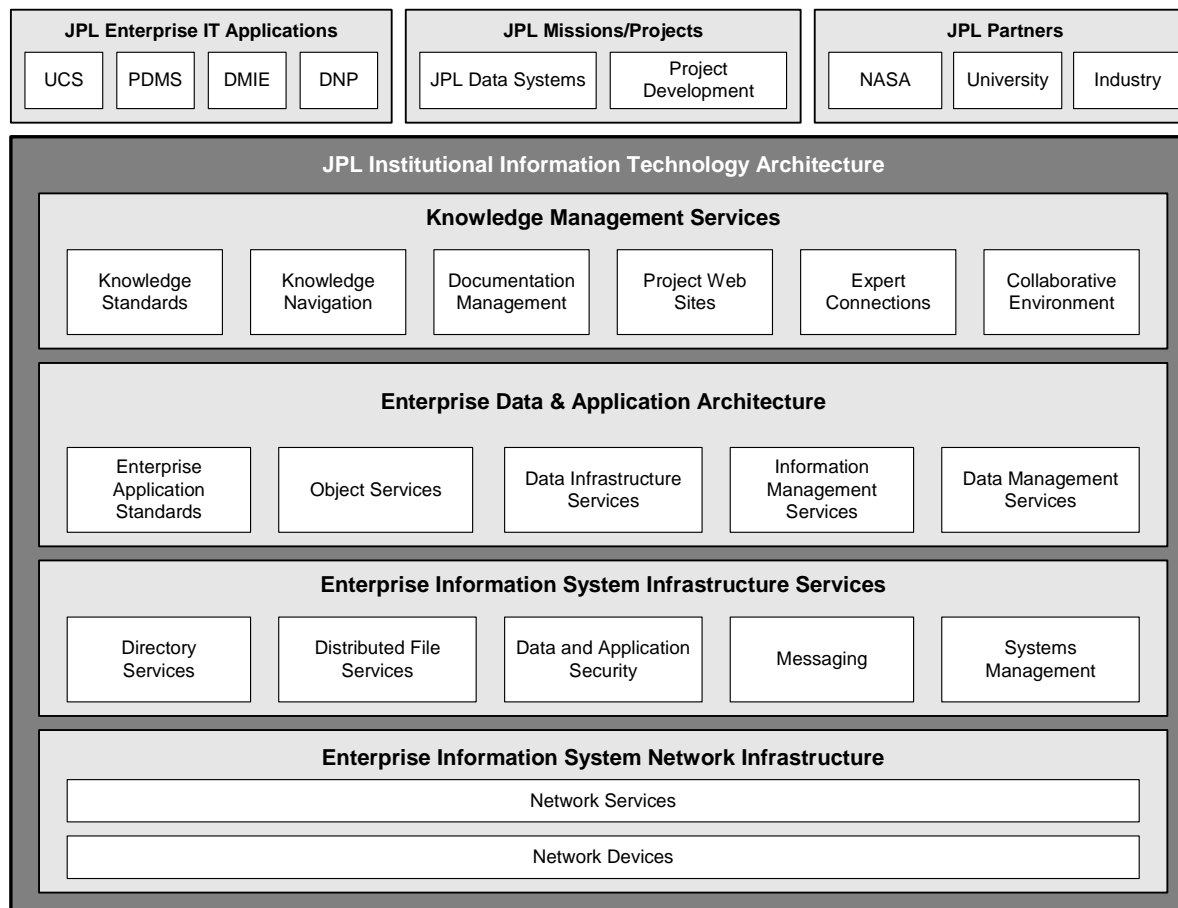 JPL Enterprise IT Applications
UCS
PDMS
DMIE
DNP
JPL Missions/Projects
JPL Data Systems
Project
Development
JPL Partners
NASA
University
Industry
JPL Institutional Information Technology Architecture
Knowledge Management Services
Knowledge
Standards
Knowledge
Navigation
Documentation
Management
Project Web
Sites
Expert
Connections
Collaborative
Environment
Enterprise Data & Application Architecture
Enterprise
Application
Standards
Object Services
Data Infrastructure
Services
Information
Management
Services
Data Management
Services
Enterprise Information System Infrastructure Services
Directory
Services
Distributed File
Services
Data and Application
Security
Messaging
Systems
Management
Enterprise Information System Network Infrastructure
Network Services
Network Devices